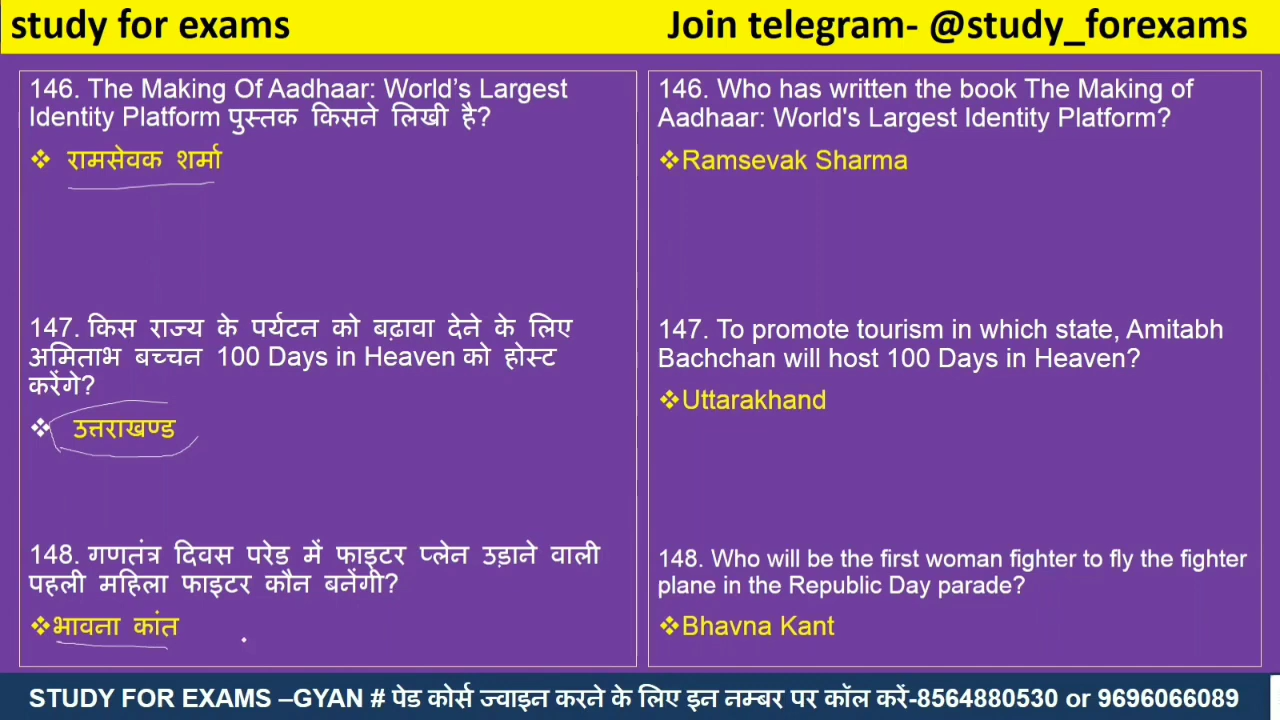 study for exams
Join telegram- @study_forexams
146. The Making Of Aadhaar: World’s Largest
Identity Platform पुस्तक किसने लिखी है?
❖ रामसेवक शर्मा
147. किस राज्य के पर्यटन को बढ़ावा देने के लिए
अमिताभ बच्चन 100 Days in Heaven को होस्ट
करेंगे?
❖ उत्तराखण्ड
148. गणतंत्र दिवस परेड में फाइटर प्लेन उड़ाने वाली
पहली महिला फाइटर कौन बनेंगी?
❖भावना कांत
146. Who has written the book The Making of
Aadhaar: World's Largest Identity Platform?
❖Ramsevak Sharma
147. To promote tourism in which state, Amitabh
Bachchan will host 100 Days in Heaven?
❖Uttarakhand
148. Who will be the first woman fighter to fly the fighter
plane in the Republic Day parade?
❖Bhavna Kant
STUDY FOR EXAMS –GYAN # पेड कोर्स ज्वाइन करने के लिए इन नम्बर पर कॉल करें-8564880530 or 9696066089